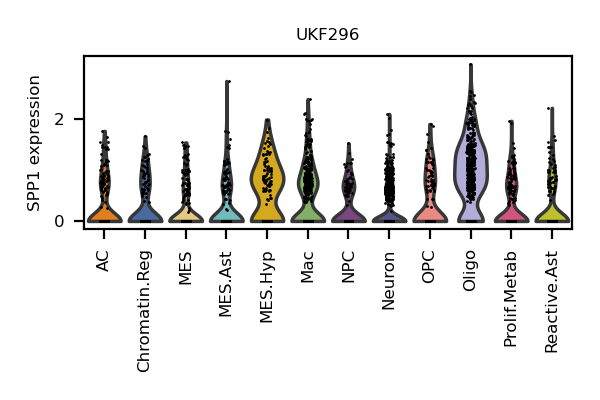 UKF296
SPP1 expression
2
0
AC
Chromatin.Reg
MES
MES.Ast
MES.Hyp
Mac
NPC
Neuron
OPC
Oligo
Prolif.Metab
Reactive.Ast